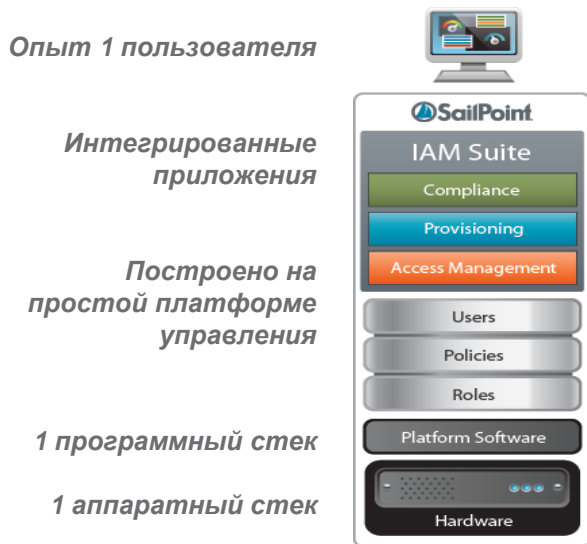 Опыт 1 пользователя
SailPoint
Интегрированные
приложения
IAM Suite
Compliance
Provisioning
Access Management
Построено на
простой платформе
управления
Users
Policies
Roles
1 программный стек
Platform Software
1 аппаратный стек
Hardware